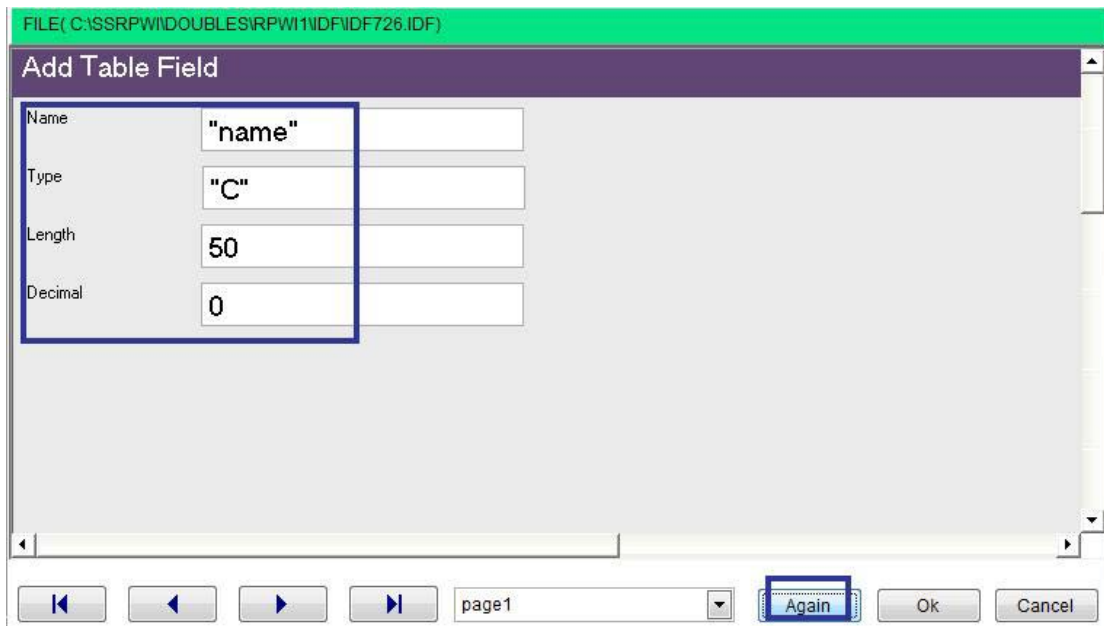 FILE( C:\SSRPWI\DOUBLES\RPWI1\IDF\IDF726.IDF)
Add Table Field
Name "name"
Type "C"
Length 50
Decimal 0
page1 Again Ok Cancel